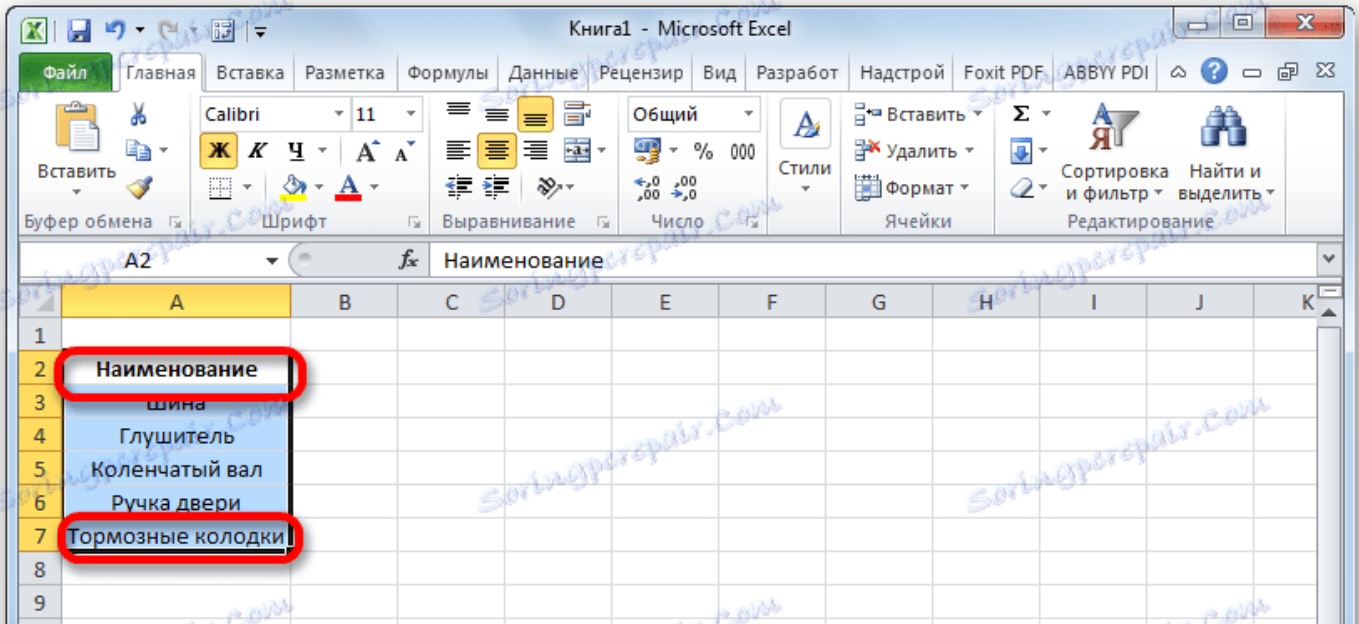 Книга1 - Microsoft Excel
Файл Главная Вставка Разметка Формулы Данные Рецензир Вид Разработ Надстрой Foxit PDF ABBYY PDI
Calibri 11 Общий Σ
Вставить Ж К Ч А А % 000 Стили Вставить Удалить Формат Сортировка и фильтр Найти и выделить
Буфер обмена Шрифт Выравнивание Число Ячейки Редактирование
A2 fx Наименование
A B C D E F G H I J K
1
2 Наименование
3 Шина
4 Глушитель
5 Коленчатый вал
6 Ручка двери
7 Тормозные колодки
8
9
Soringpcrepair.Com